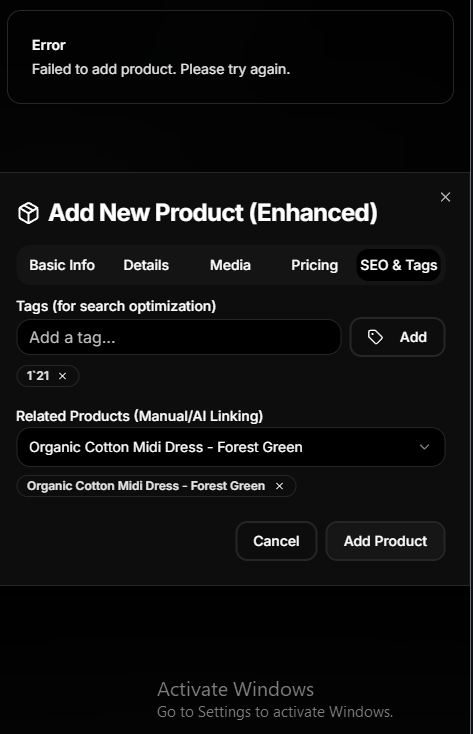 Error
Failed to add product. Please try again.
Add New Product (Enhanced)
Basic Info Details Media Pricing SEO & Tags
Tags (for search optimization)
Add a tag... Add
1`21
Related Products (Manual/AI Linking)
Organic Cotton Midi Dress - Forest Green
Organic Cotton Midi Dress - Forest Green
Cancel Add Product
Activate Windows
Go to Settings to activate Windows.